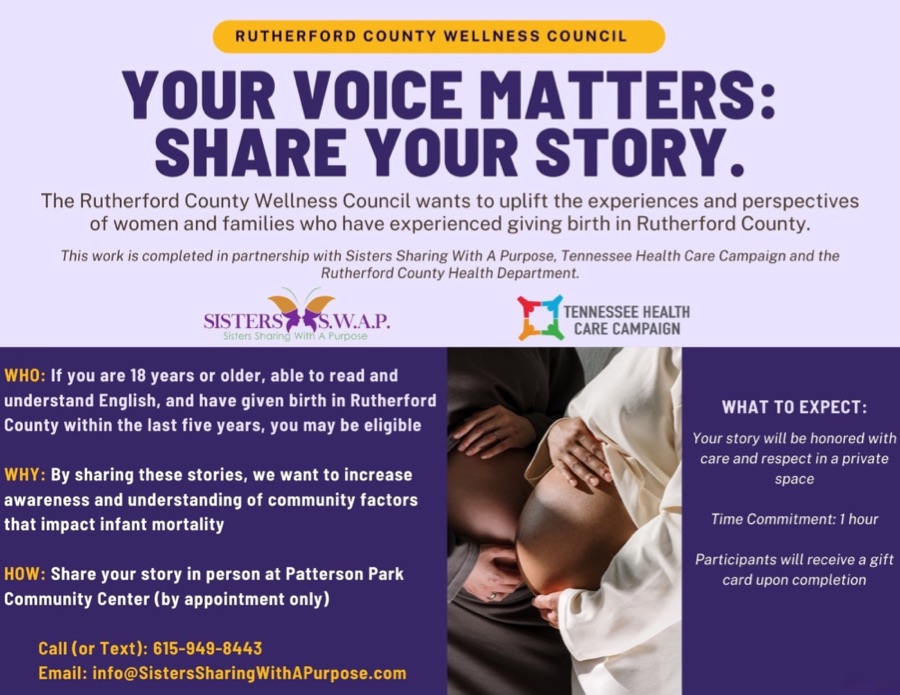 RUTHERFORD COUNTY WELLNESS COUNCIL
YOUR VOICE MATTERS:
SHARE YOUR STORY.
The Rutherford County Wellness Council wants to uplift the experiences and perspectives
of women and families who have experienced giving birth in Rutherford County.
This work is completed in partnership with Sisters Sharing With A Purpose, Tennessee Health Care Campaign and the
Rutherford County Health Department.
SISTERS S.W.A.P.
Sisters Sharing With A Purpose
TENNESSEE HEALTH
CARE CAMPAIGN
WHO: If you are 18 years or older, able to read and
understand English, and have given birth in Rutherford
County within the last five years, you may be eligible
WHY: By sharing these stories, we want to increase
awareness and understanding of community factors
that impact infant mortality
HOW: Share your story in person at Patterson Park
Community Center (by appointment only)
Call (or Text): 615-949-8443
Email: info@SistersSharingWithAPurpose.com
WHAT TO EXPECT:
Your story will be honored with
care and respect in a private
space
Time Commitment: 1 hour
Participants will receive a gift
card upon completion